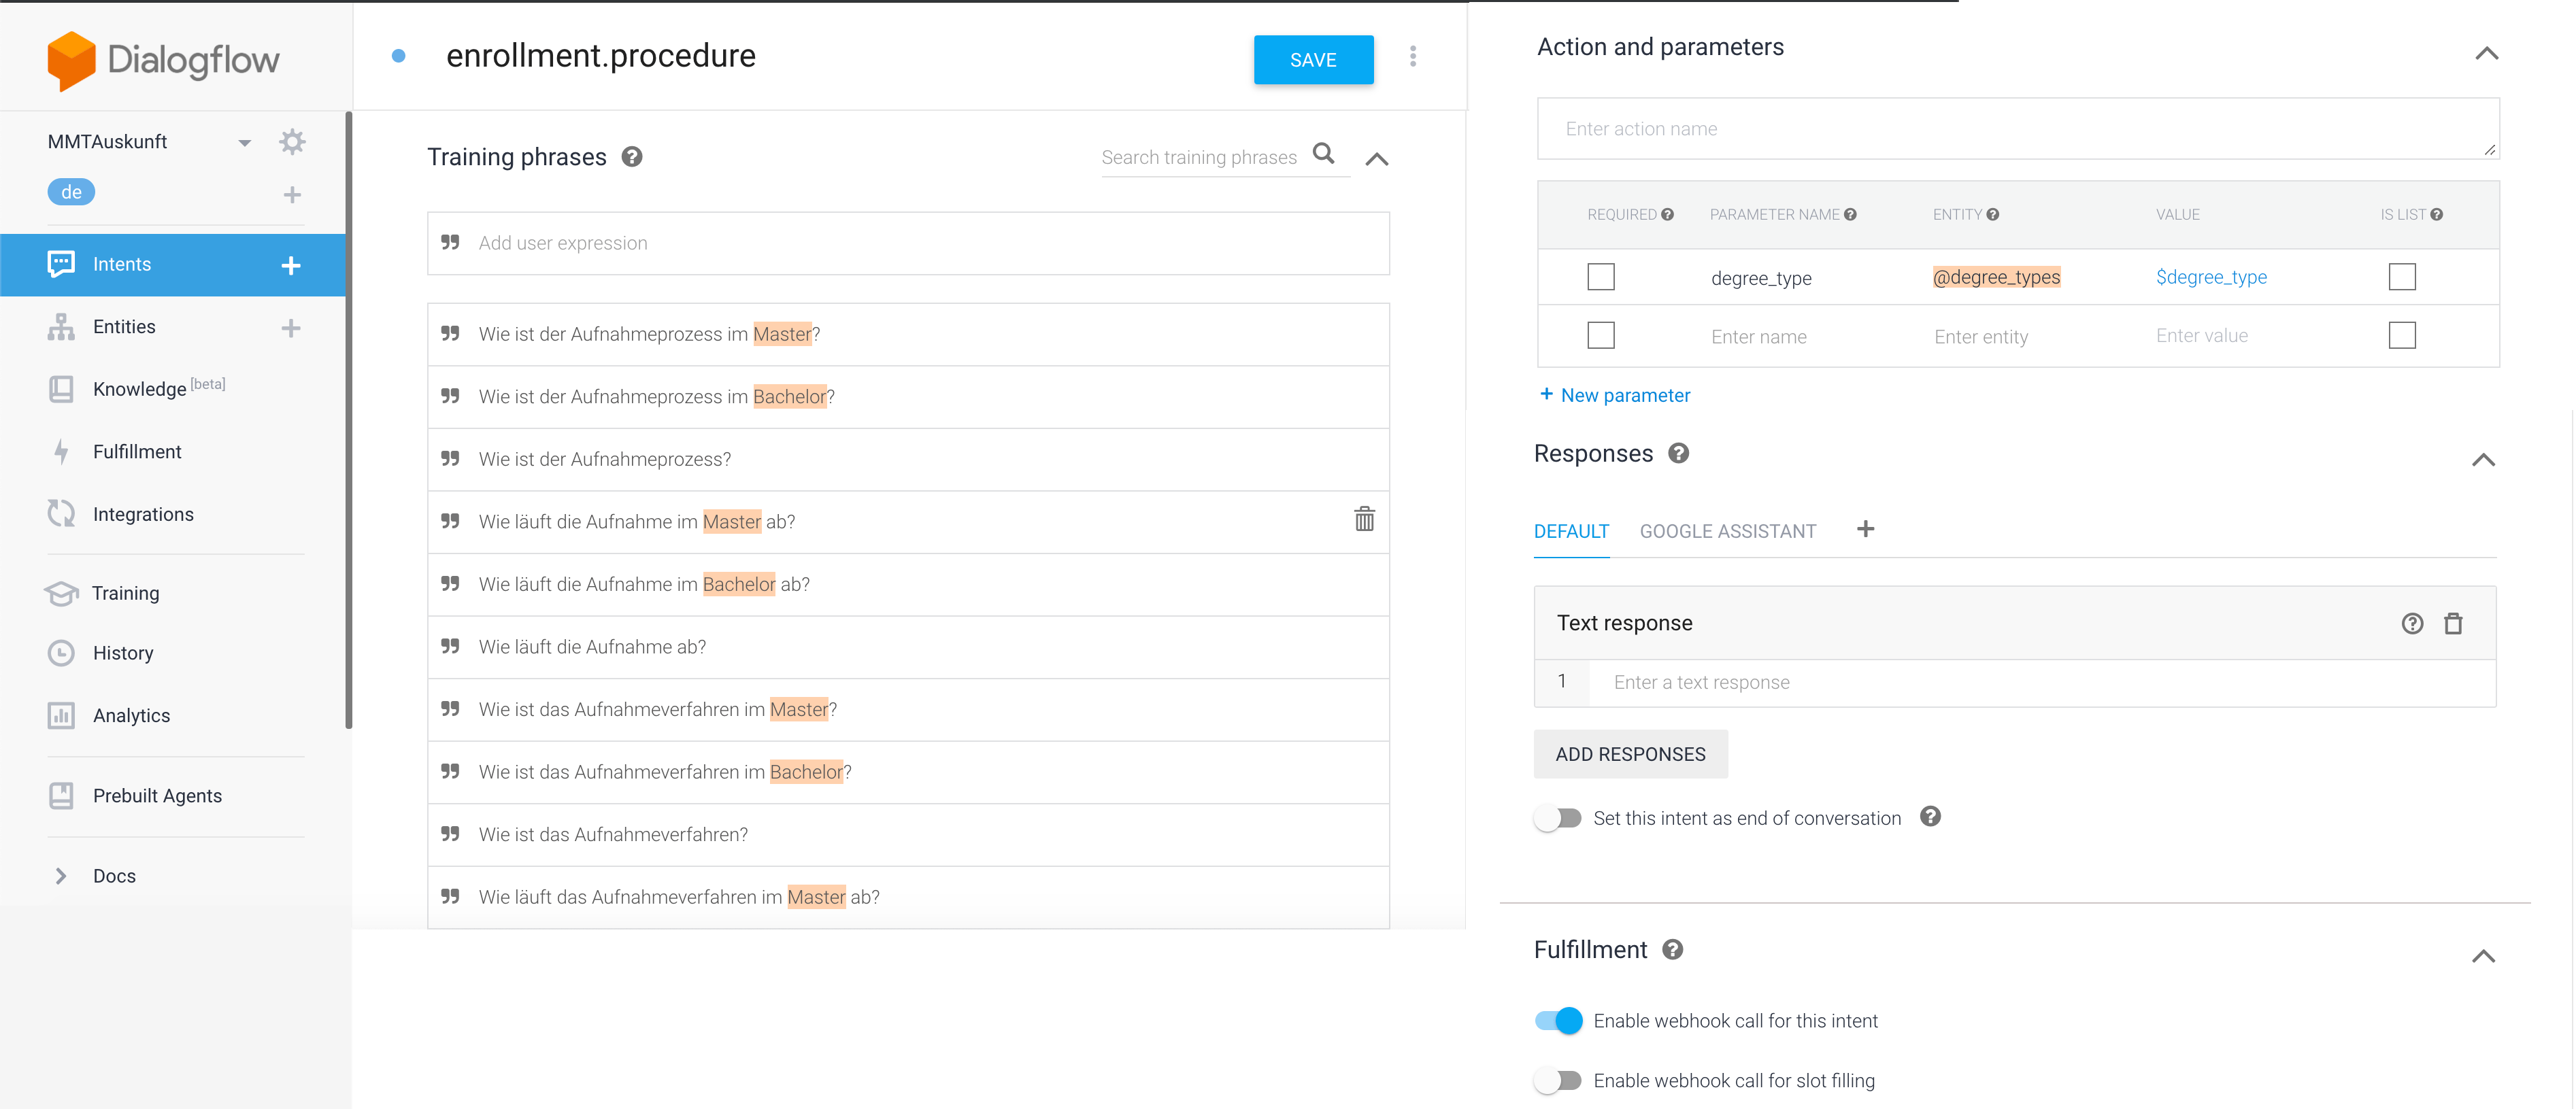 Dialogflow
MMTAuskunft
de
Intents
Entities
Knowledge [beta]
Fulfillment
Integrations
Training
History
Analytics
Prebuilt Agents
Docs
enrollment.procedure
SAVE
Training phrases
Search training phrases
Add user expression
Wie ist der Aufnahmeprozess im Master?
Wie ist der Aufnahmeprozess im Bachelor?
Wie ist der Aufnahmeprozess?
Wie läuft die Aufnahme im Master ab?
Wie läuft die Aufnahme im Bachelor ab?
Wie läuft die Aufnahme ab?
Wie ist das Aufnahmeverfahren im Master?
Wie ist das Aufnahmeverfahren im Bachelor?
Wie ist das Aufnahmeverfahren?
Wie läuft das Aufnahmeverfahren im Master ab?
Action and parameters
Enter action name
REQUIRED PARAMETER NAME ENTITY VALUE IS LIST
degree_type @degree_types $degree_type
Enter name Enter entity Enter value
+ New parameter
Responses
DEFAULT GOOGLE ASSISTANT +
Text response
1 Enter a text response
ADD RESPONSES
Set this intent as end of conversation
Fulfillment
Enable webhook call for this intent
Enable webhook call for slot filling